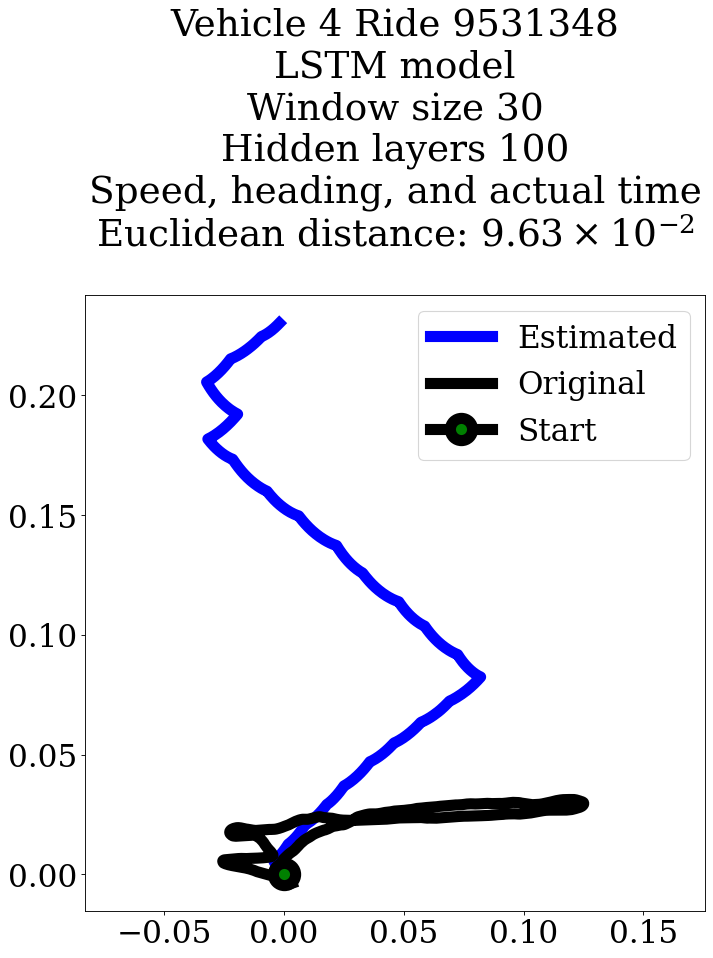 Vehicle 4 Ride 9531348
LSTM model
Window size 30
Hidden layers 100
Speed, heading, and actual time
Euclidean distance: 9.63 × 10⁻²
Estimated
Original
Start
0.20
0.15
0.10
0.05
0.00
−0.05 0.00 0.05 0.10 0.15